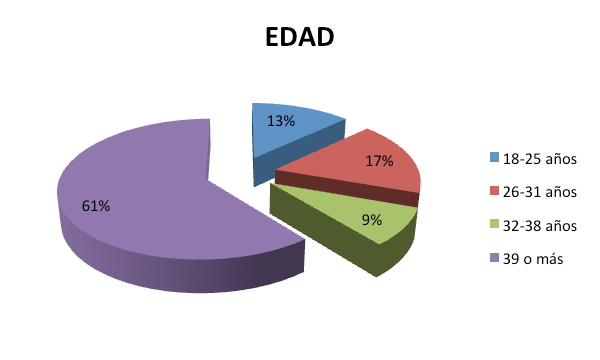 EDAD
13%
17%
9%
61%
18-25 años
26-31 años
32-38 años
39 o más